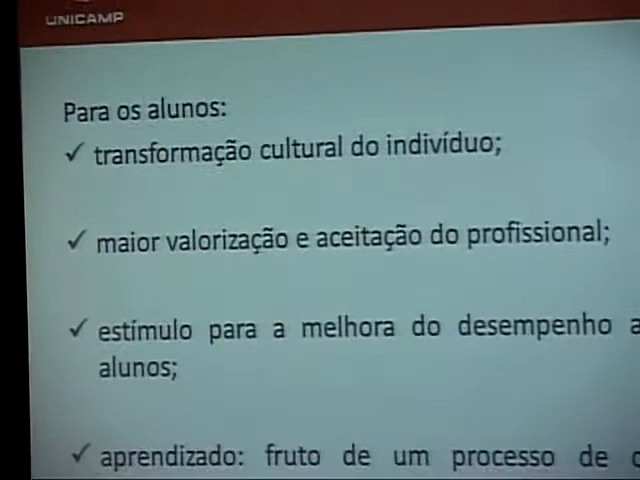 UNICAMP
Para os alunos:
✓ transformação cultural do indivíduo;
✓ maior valorização e aceitação do profissional;
✓ estímulo para a melhora do desempenho
alunos;
✓ aprendizado: fruto de um processo de